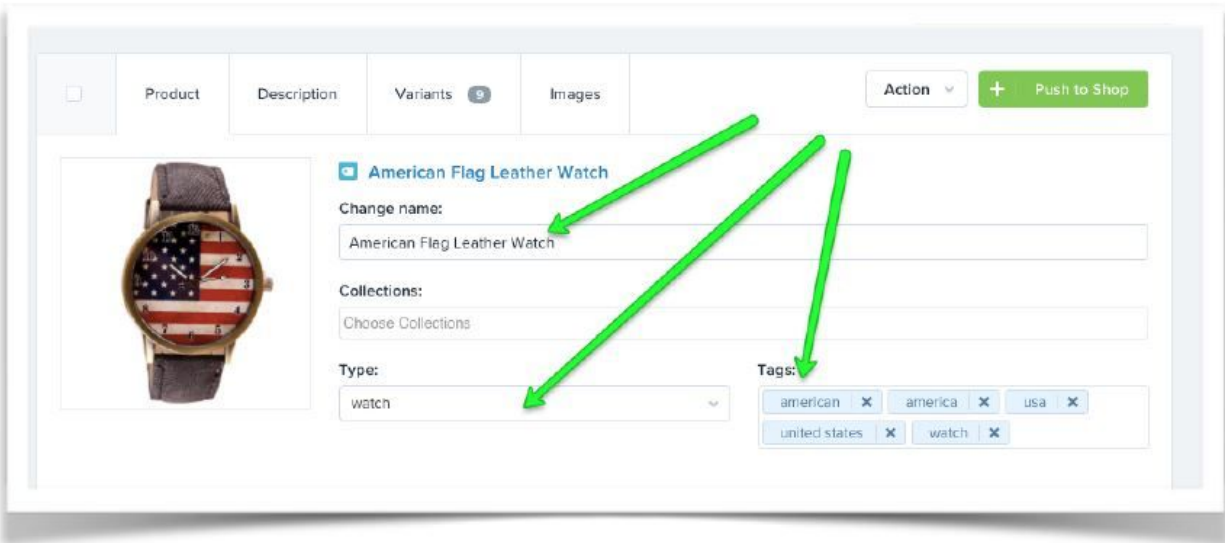 Product Description Variants 9 Images Action + Push to Shop
American Flag Leather Watch
Change name:
American Flag Leather Watch
Collections:
Choose Collections
Type:
watch
Tags:
american × america × usa ×
united states × watch ×